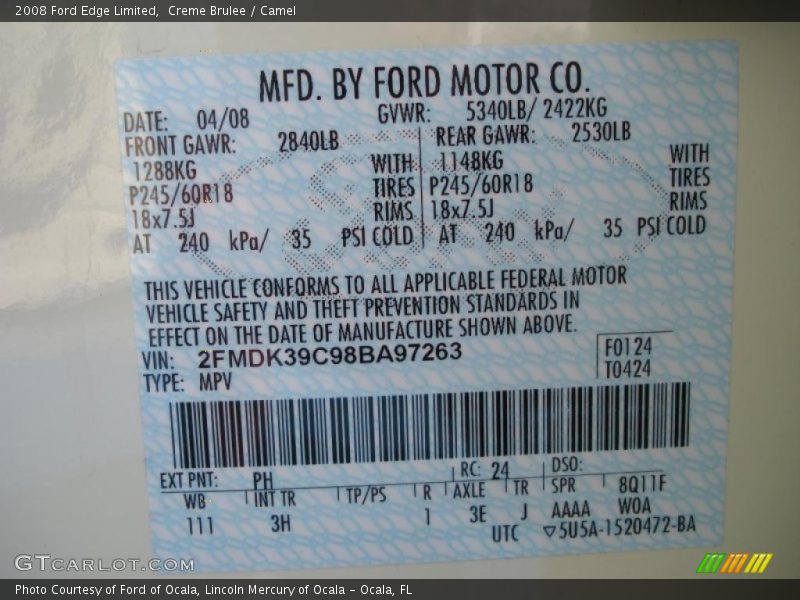 2008 Ford Edge Limited,  Creme Brulee / Camel
MFD. BY FORD MOTOR CO.
DATE: 04/08 GVWR: 5340LB/ 2422KG
FRONT GAWR: 2840LB REAR GAWR: 2530LB
1288KG WITH 1148KG WITH
P245/60R18 TIRES P245/60R18 TIRES
18x7.5J RIMS 18x7.5J RIMS
AT 240 kPa/ 35 PSI COLD AT 240 kPa/ 35 PSI COLD
THIS VEHICLE CONFORMS TO ALL APPLICABLE FEDERAL MOTOR
VEHICLE SAFETY AND THEFT PREVENTION STANDARDS IN
EFFECT ON THE DATE OF MANUFACTURE SHOWN ABOVE.
VIN: 2FMDK39C98BA97263 F0124
TYPE: MPV T0424
EXT PNT: PH RC: 24 DSO:
WB INT TR TP/PS R AXLE TR SPR 8Q11F
111 3H 1 3E J AAAA W0A
UTC ▽5U5A-1520472-BA
GTCARLOT.COM
Photo Courtesy of Ford of Ocala, Lincoln Mercury of Ocala – Ocala, FL